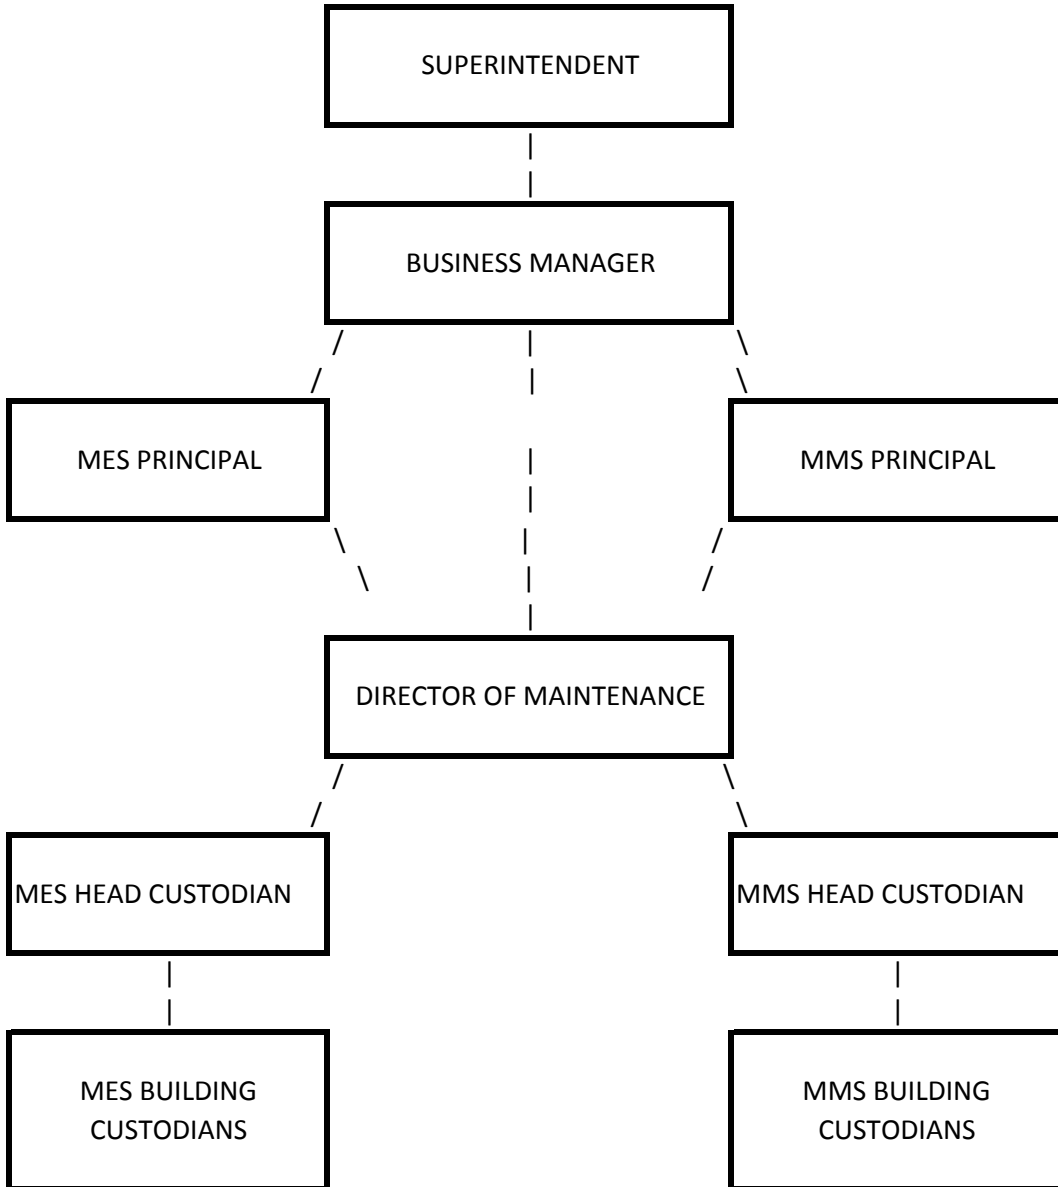 SUPERINTENDENT
BUSINESS MANAGER
MES PRINCIPAL
MMS PRINCIPAL
DIRECTOR OF MAINTENANCE
MES HEAD CUSTODIAN
MMS HEAD CUSTODIAN
MES BUILDING
CUSTODIANS
MMS BUILDING
CUSTODIANS